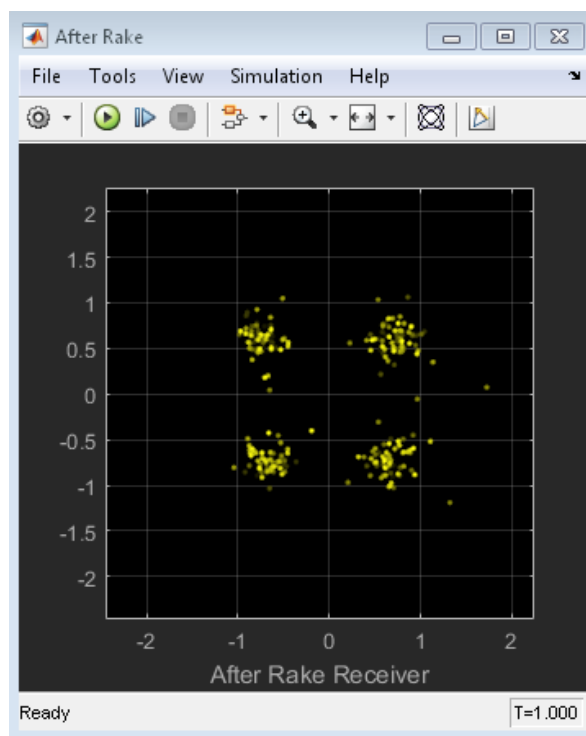 After Rake
File Tools View Simulation Help
2
1.5
1
0.5
0
-0.5
-1
-1.5
-2
-2 -1 0 1 2
After Rake Receiver
Ready T=1.000